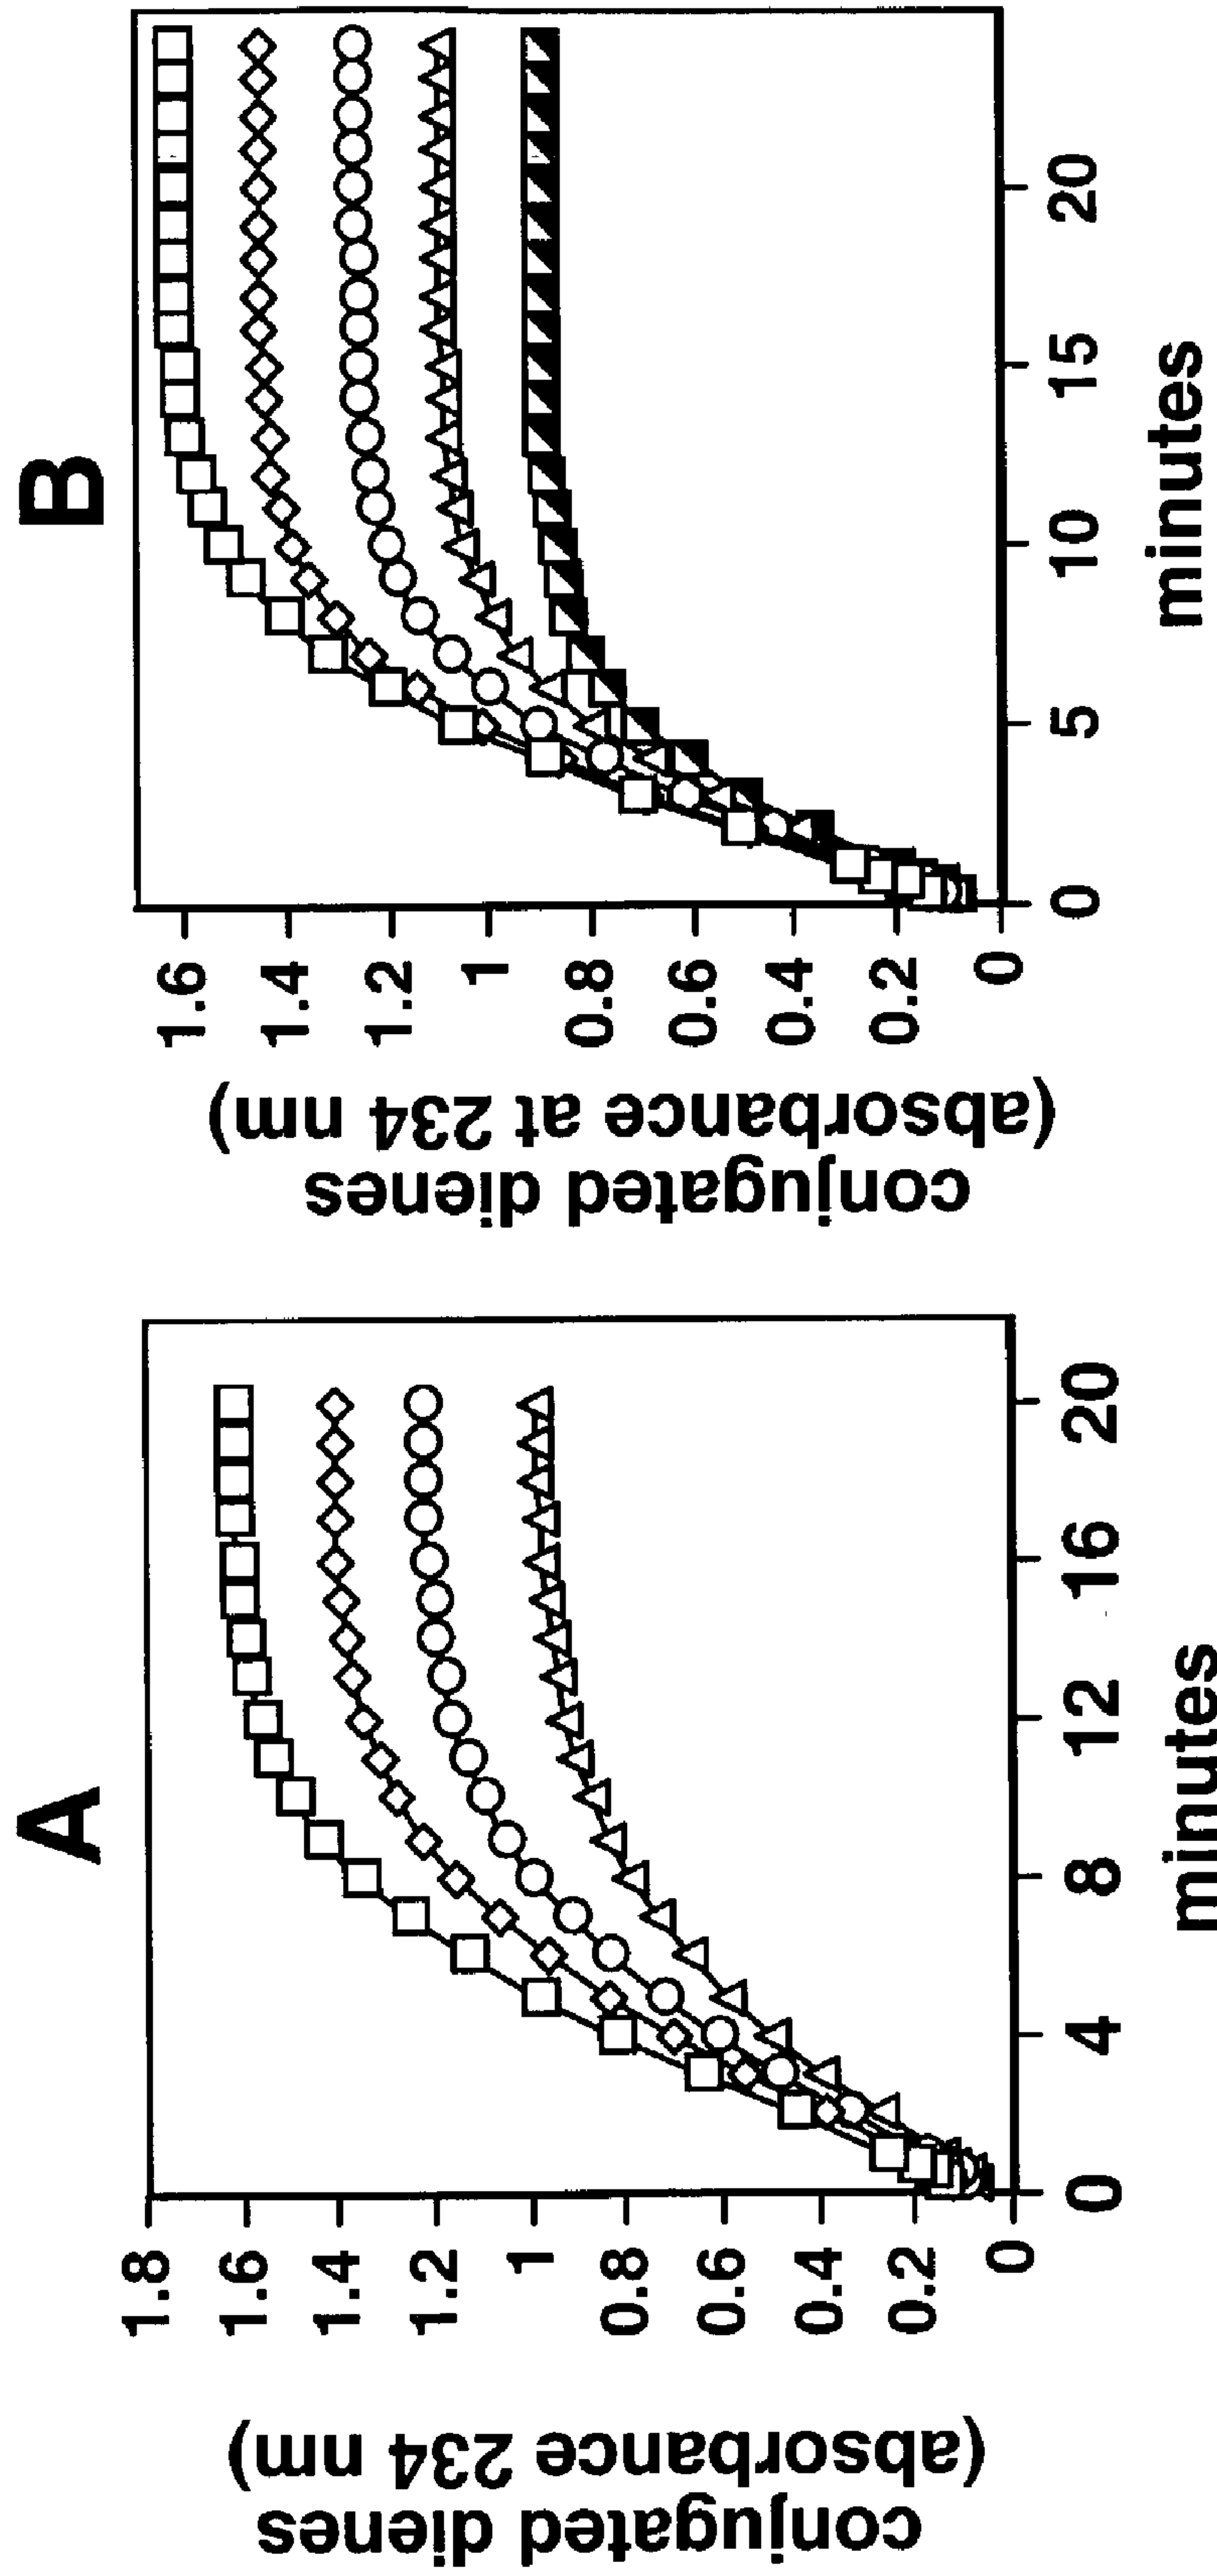 A
conjugated dienes
(absorbance 234 nm)
1.8
1.6
1.4
1.2
1
0.8
0.6
0.4
0.2
0
0 4 8 12 16 20
minutes
B
conjugated dienes
(absorbance at 234 nm)
1.6
1.4
1.2
1
0.8
0.6
0.4
0.2
0
0 5 10 15 20
minutes